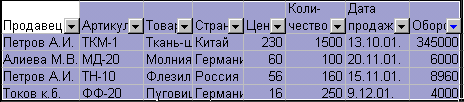 Продавец Артикул Товар Стран Цен Коли-чество Дата продаж Оборо
Петров А.И. ТКМ-1 Ткань-ш Китай 230 1500 13.10.01. 345000
Алиева М.В. МД-20 Молния Германи 60 100 20.11.01. 6000
Петров А.И. ТН-10 Флезил Россия 56 160 15.11.01. 8960
Токов к.б. ФФ-20 Пуговиц Германи 16 250 9.12.01. 4000